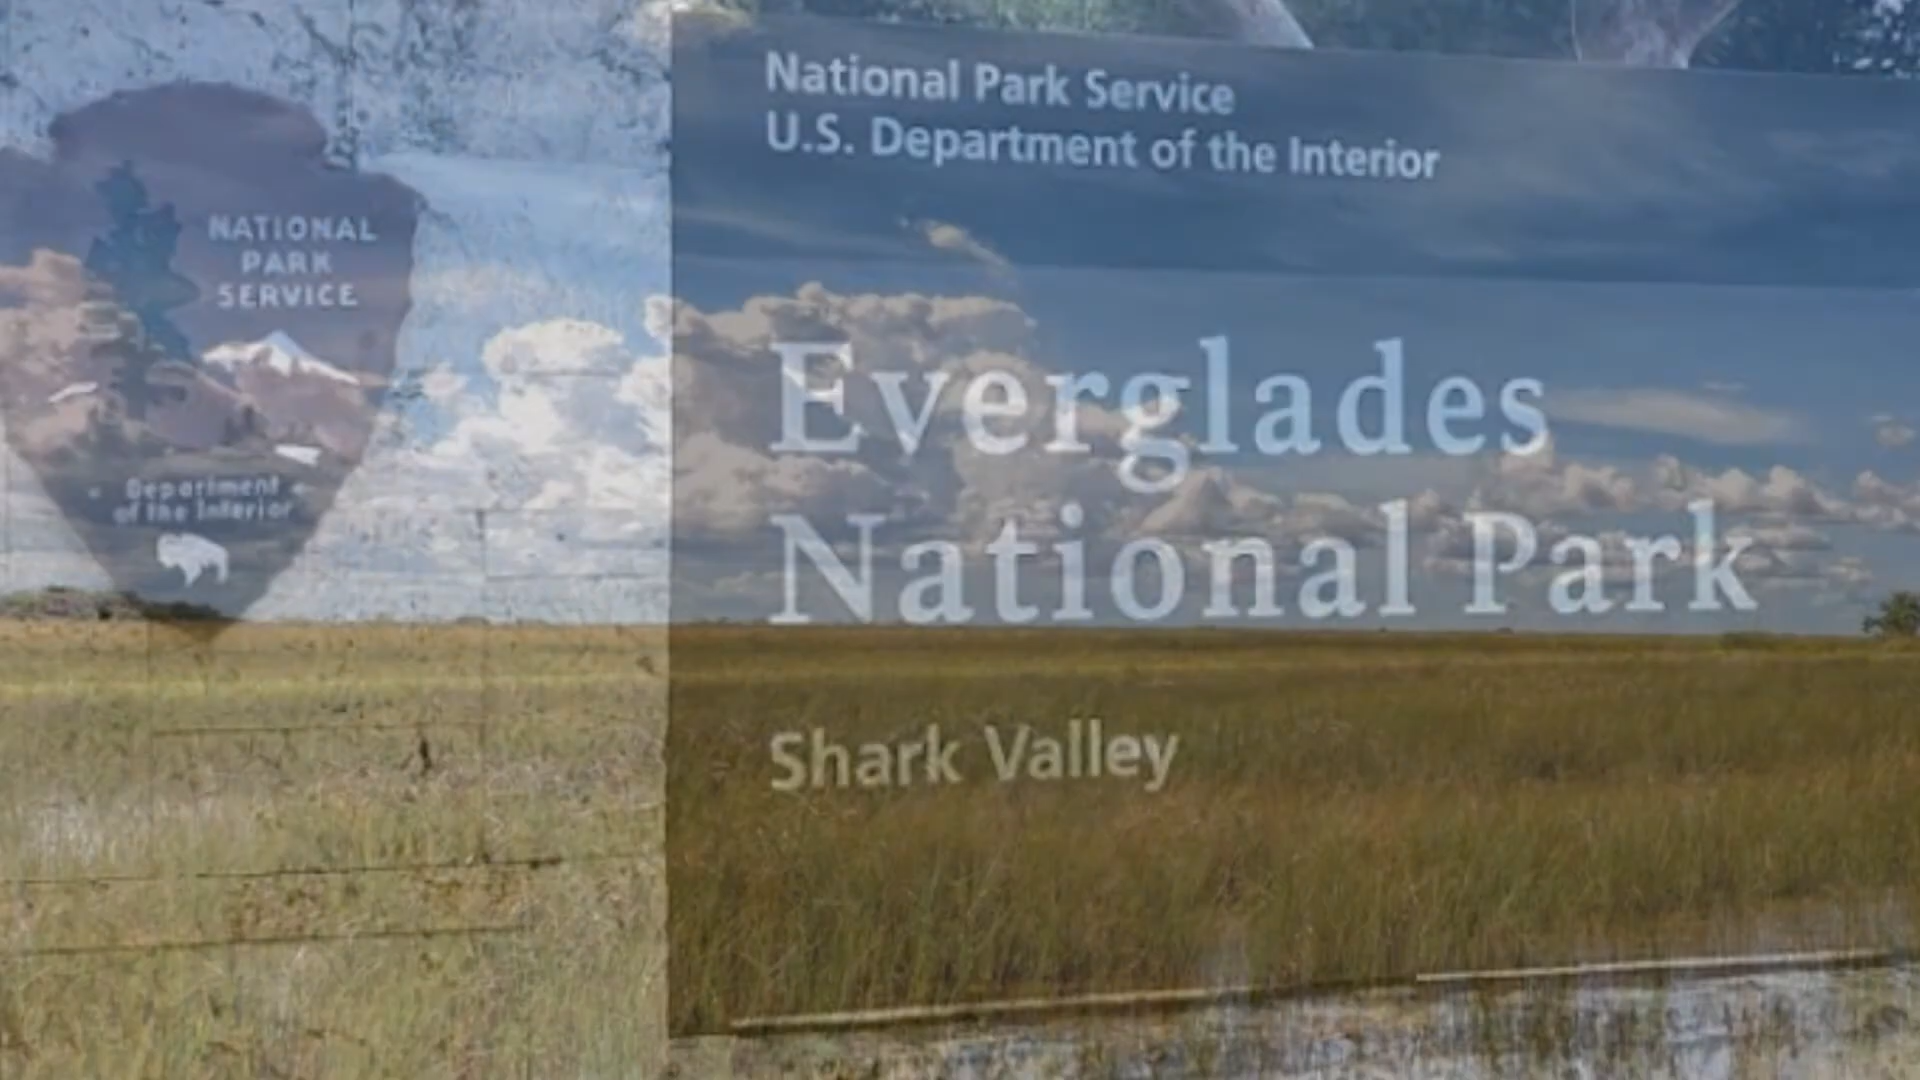 NATIONAL
PARK
SERVICE
Department
of the Interior
National Park Service
U.S. Department of the Interior
Everglades
National Park
Shark Valley